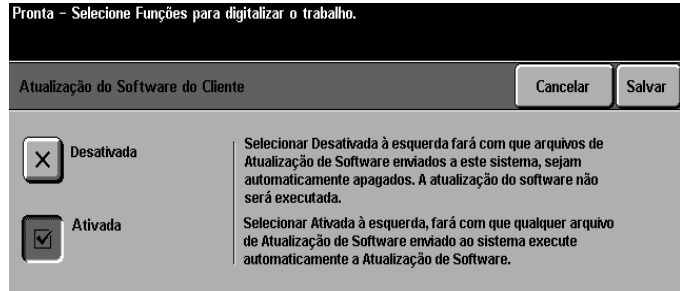 Pronta – Selecione Funções para digitalizar o trabalho.
Atualização do Software do Cliente
Cancelar
Salvar
Desativada
Selecionar Desativada à esquerda fará com que arquivos de
Atualização de Software enviados a este sistema, sejam
automaticamente apagados. A atualização do software não
será executada.
Ativada
Selecionar Ativada à esquerda, fará com que qualquer arquivo
de Atualização de Software enviado ao sistema execute
automaticamente a Atualização de Software.